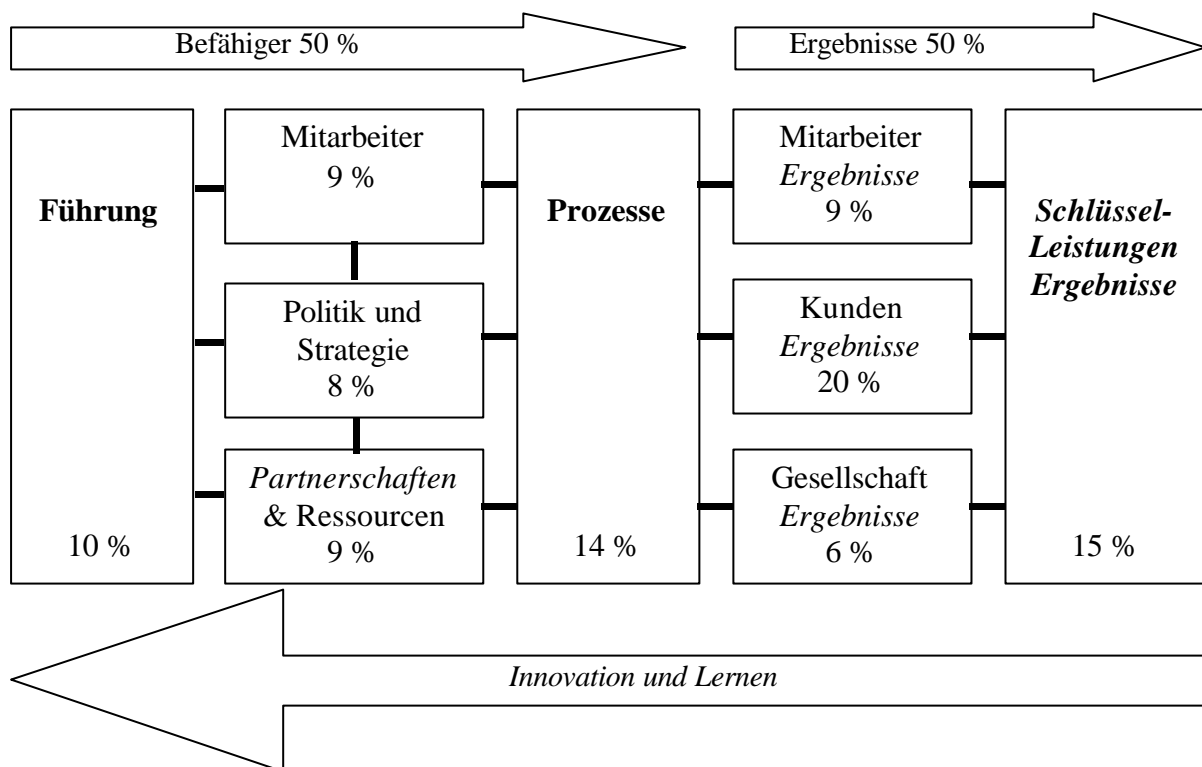 Befähiger 50 %
Ergebnisse 50 %
Führung
10 %
Mitarbeiter
9 %
Politik und
Strategie
8 %
Partnerschaften
& Ressourcen
9 %
Prozesse
14 %
Mitarbeiter
Ergebnisse
9 %
Kunden
Ergebnisse
20 %
Gesellschaft
Ergebnisse
6 %
Schlüssel-
Leistungen
Ergebnisse
15 %
Innovation und Lernen